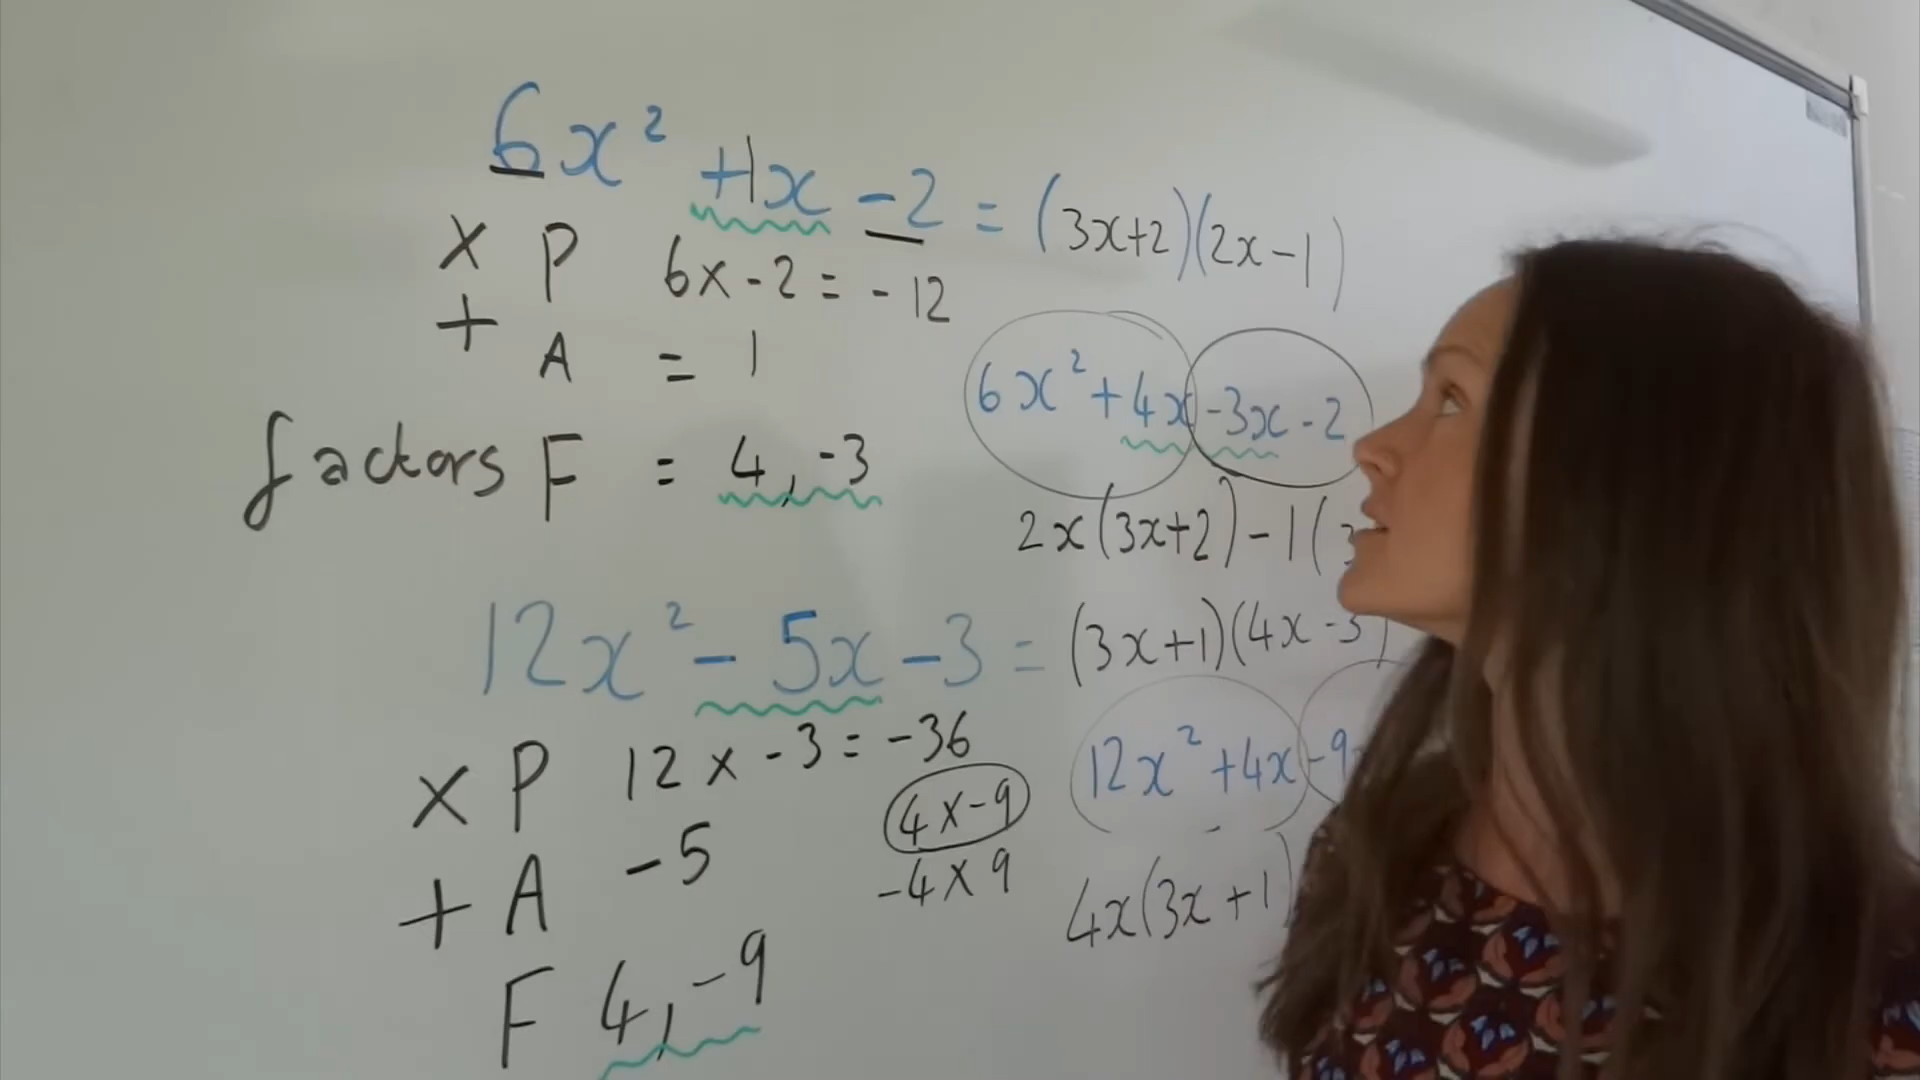 6x² +1x -2 = (3x+2)(2x-1)
x P 6x-2 = -12
+ A = 1
factors F = 4, -3
6x²+4x-3x-2
2x(3x+2)-1(3
12x² - 5x -3 = (3x+1)(4x-3)
x P 12 x -3 = -36
+ A -5
F 4, -9
4x-9
-4x9
12x²+4x-9
4x(3x+1)